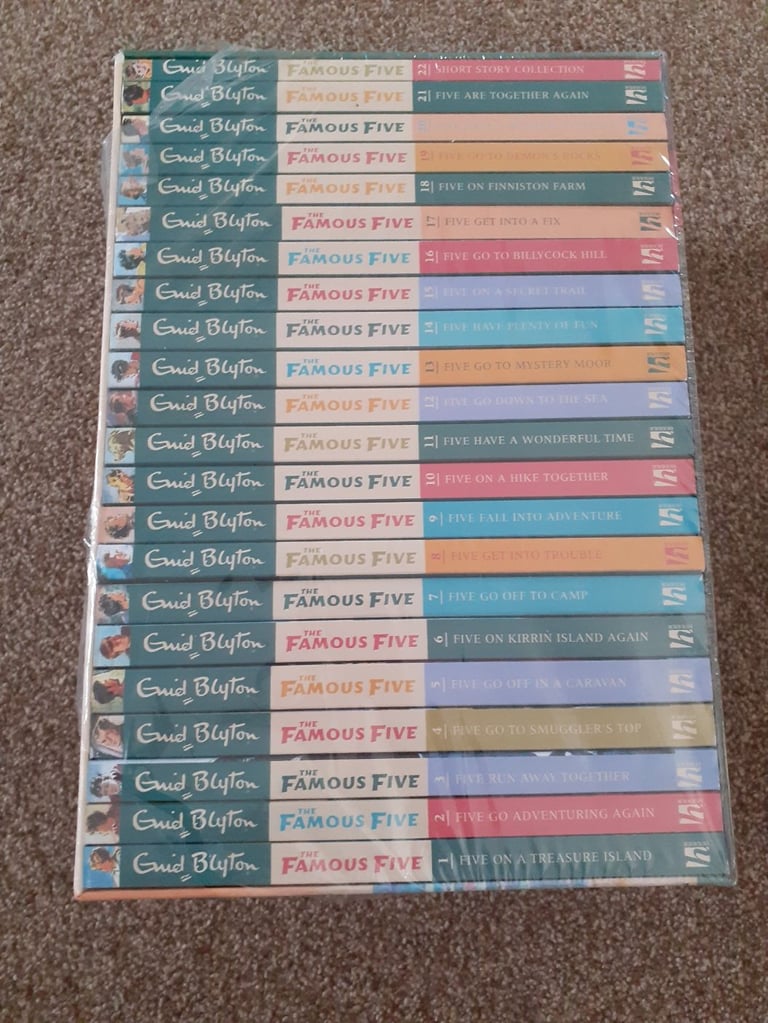 Enid Blyton THE FAMOUS FIVE 22 SHORT STORY COLLECTION
Enid Blyton THE FAMOUS FIVE 21 FIVE ARE TOGETHER AGAIN
Enid Blyton THE FAMOUS FIVE 20
Enid Blyton THE FAMOUS FIVE 19 FIVE GO TO DEMON'S ROCKS
Enid Blyton THE FAMOUS FIVE 18 FIVE ON FINNISTON FARM
Enid Blyton THE FAMOUS FIVE 17 FIVE GET INTO A FIX
Enid Blyton THE FAMOUS FIVE 16 FIVE GO TO BILLYCOCK HILL
Enid Blyton THE FAMOUS FIVE 15 FIVE ON A SECRET TRAIL
Enid Blyton THE FAMOUS FIVE 14 FIVE HAVE PLENTY OF FUN
Enid Blyton THE FAMOUS FIVE 13 FIVE GO TO MYSTERY MOOR
Enid Blyton THE FAMOUS FIVE 12 FIVE GO DOWN TO THE SEA
Enid Blyton THE FAMOUS FIVE 11 FIVE HAVE A WONDERFUL TIME
Enid Blyton THE FAMOUS FIVE 10 FIVE ON A HIKE TOGETHER
Enid Blyton THE FAMOUS FIVE 9 FIVE FALL INTO ADVENTURE
Enid Blyton THE FAMOUS FIVE 8 FIVE GET INTO TROUBLE
Enid Blyton THE FAMOUS FIVE 7 FIVE GO OFF TO CAMP
Enid Blyton THE FAMOUS FIVE 6 FIVE ON KIRRIN ISLAND AGAIN
Enid Blyton THE FAMOUS FIVE 5 FIVE GO OFF IN A CARAVAN
Enid Blyton THE FAMOUS FIVE 4 FIVE GO TO SMUGGLER'S TOP
Enid Blyton THE FAMOUS FIVE 3 FIVE RUN AWAY TOGETHER
Enid Blyton THE FAMOUS FIVE 2 FIVE GO ADVENTURING AGAIN
Enid Blyton THE FAMOUS FIVE 1 FIVE ON A TREASURE ISLAND